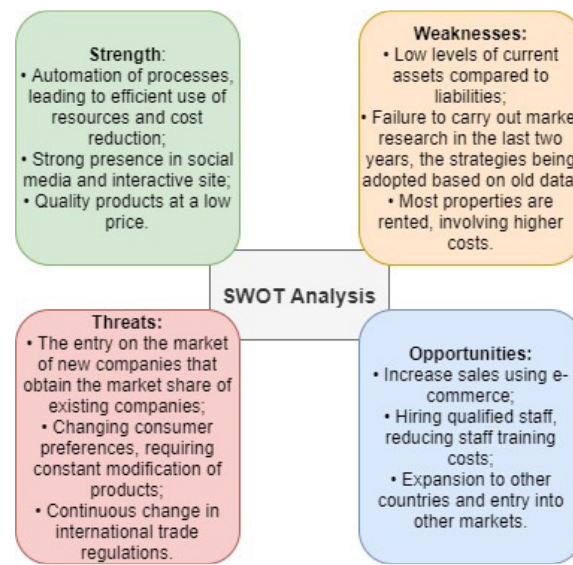 Strength:
• Automation of processes,
leading to efficient use of
resources and cost
reduction;
• Strong presence in social
media and interactive site;
• Quality products at a low
price.
Weaknesses:
• Low levels of current
assets compared to
liabilities;
• Failure to carry out marke
research in the last two
years, the strategies being
adopted based on old data
• Most properties are
rented, involving higher
costs.
SWOT Analysis
Threats:
• The entry on the market
of new companies that
obtain the market share of
existing companies;
• Changing consumer
preferences, requiring
constant modification of
products;
• Continuous change in
international trade
regulations.
Opportunities:
• Increase sales using e-
commerce;
• Hiring qualified staff,
reducing staff training
costs;
• Expansion to other
countries and entry into
other markets.